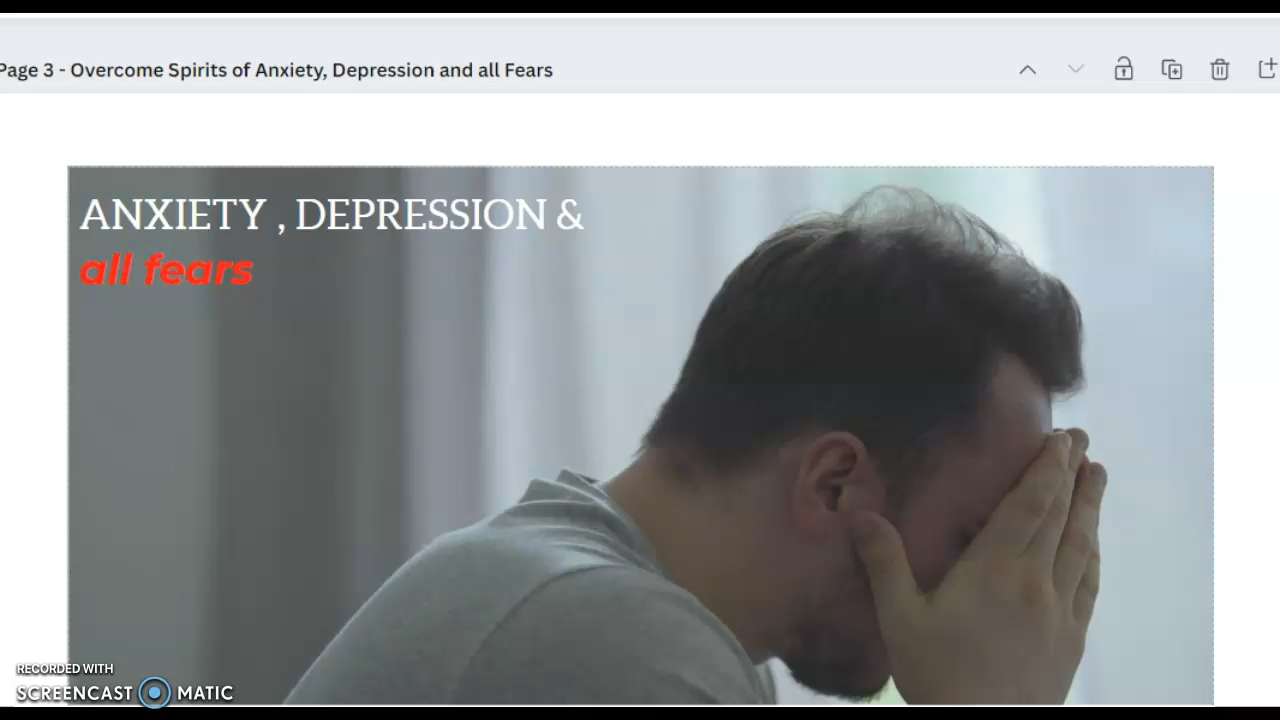 Page 3 - Overcome Spirits of Anxiety, Depression and all Fears
ANXIETY , DEPRESSION &
all fears
RECORDED WITH
SCREENCAST MATIC